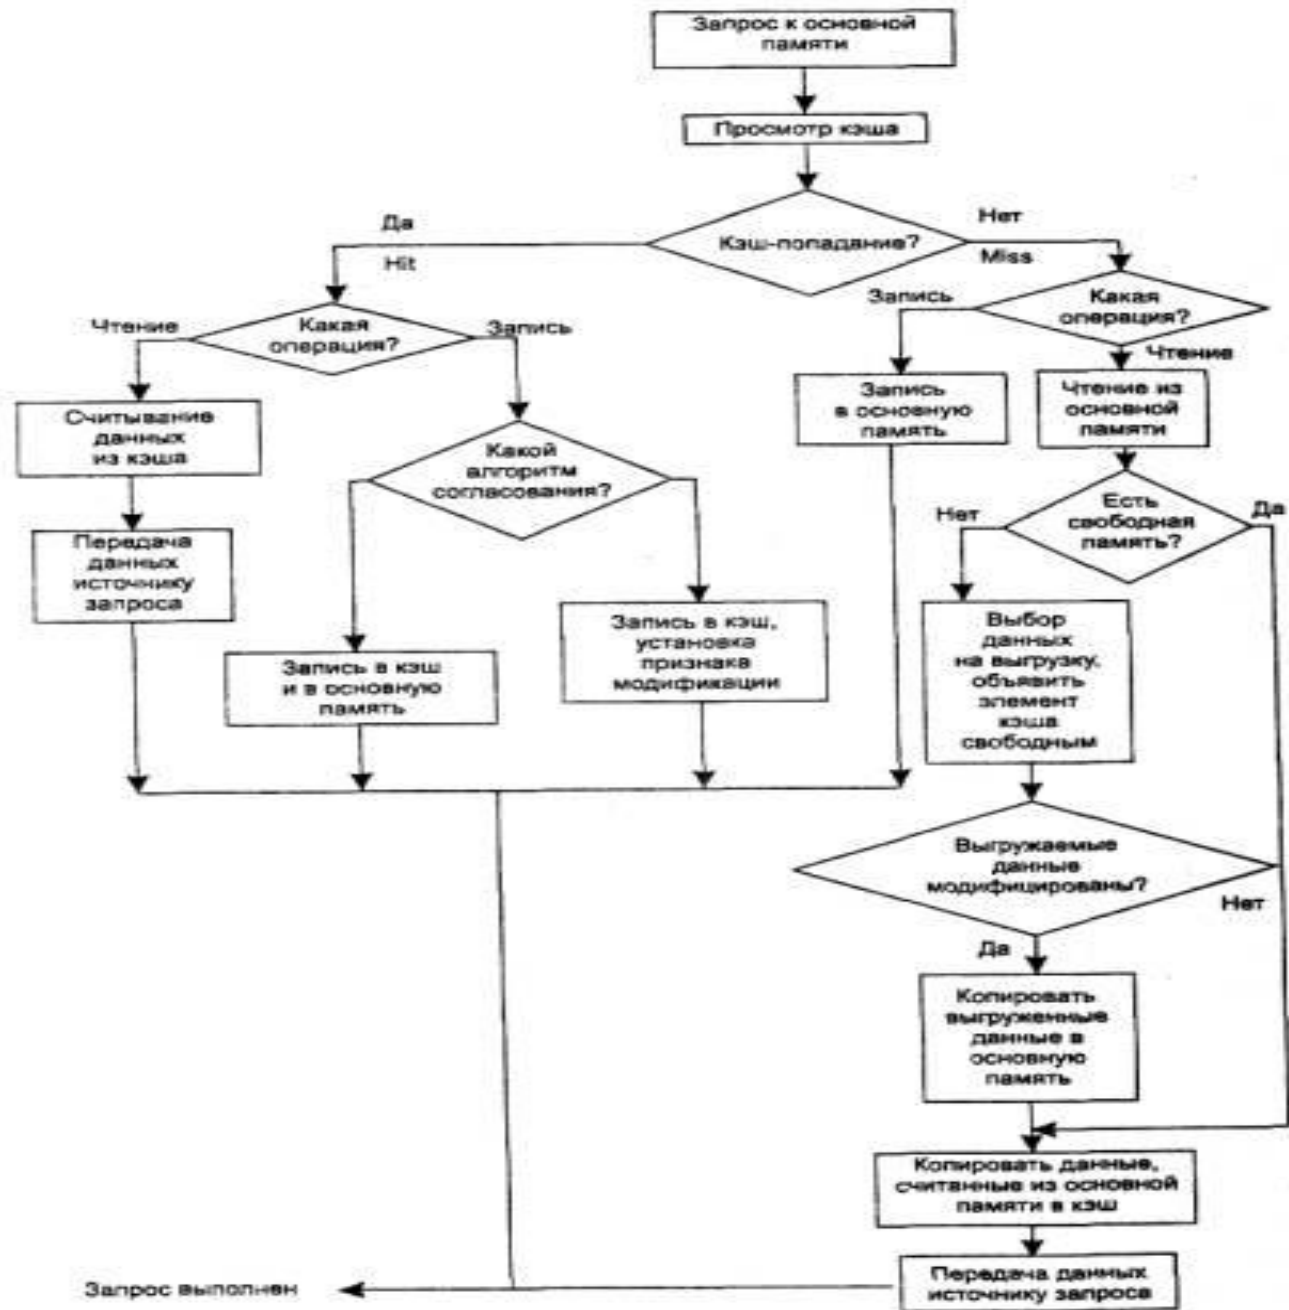 Запрос к основной
памяти
Просмотр кэша
Да
Нет
Кэш-попадание?
Hit
Miss
Чтение
Какая
операция?
Запись
Запись
Какая
операция?
Чтение
Считывание
данных
из кэша
Какой
алгоритм
согласования?
Запись
в основную
память
Чтение из
основной
памяти
Передача
данных
источнику
запроса
Нет
Есть
свободная
память?
Да
Запись в кэш
и в основную
память
Запись в кэш,
установка
признака
модификации
Выбор
данных
на выгрузку,
объявить
элемент
кэша
свободным
Выгружаемые
данные
модифицированы?
Нет
Да
Копировать
выгруженные
данные в
основную
память
Копировать данные,
считанные из основной
памяти в кэш
Передача данных
источнику запроса
Запрос выполнен